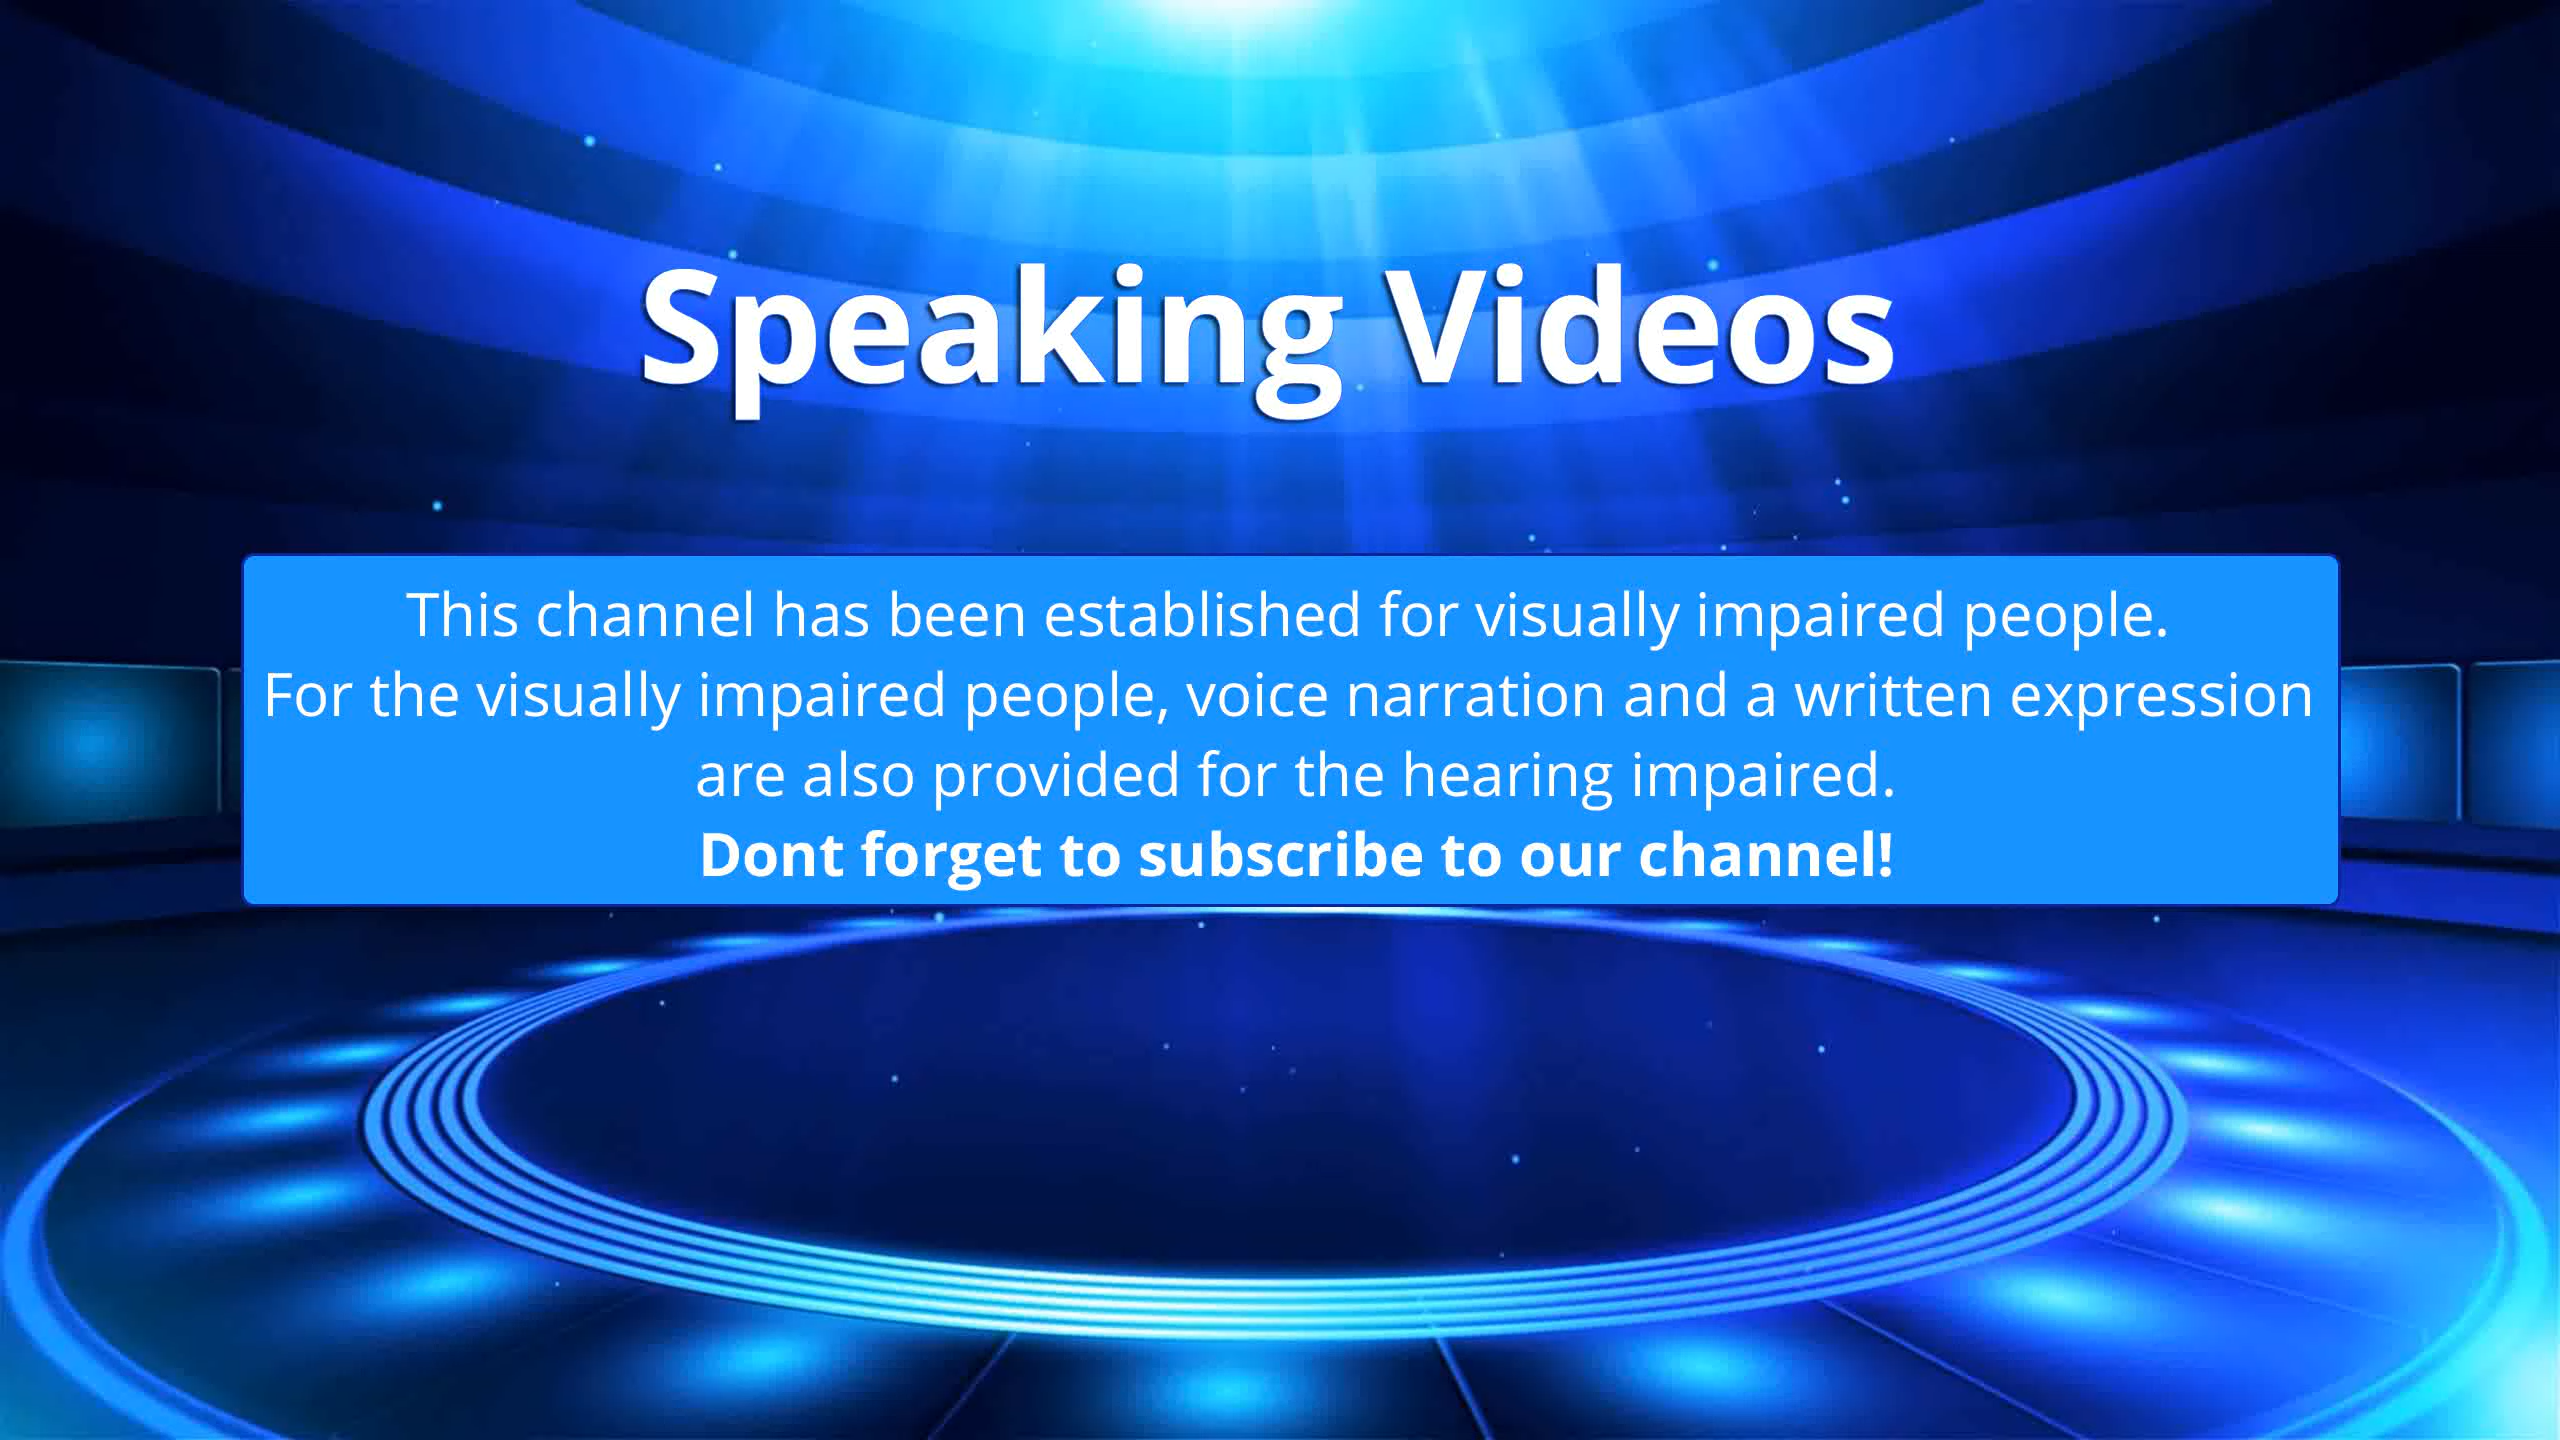 Speaking Videos
This channel has been established for visually impaired people.
For the visually impaired people, voice narration and a written expression
are also provided for the hearing impaired.
Dont forget to subscribe to our channel!